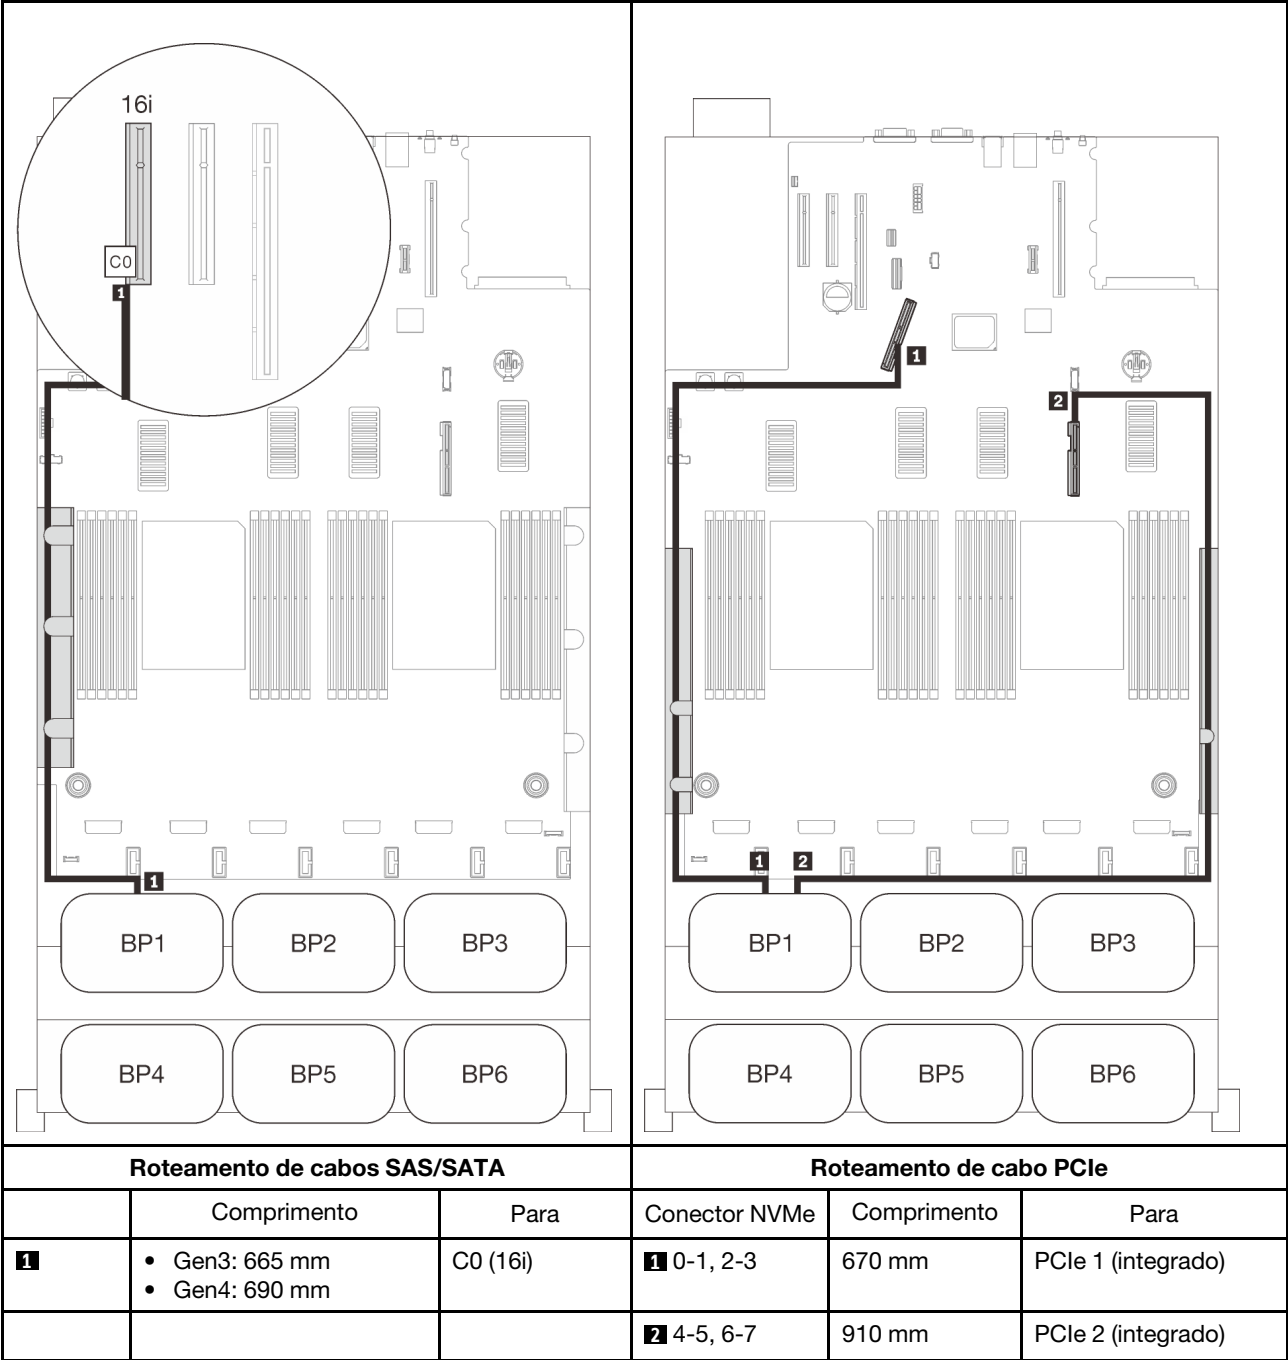 16i
C0
1
1
BP1
BP2
BP3
BP4
BP5
BP6
1
2
1
2
BP1
BP2
BP3
BP4
BP5
BP6
Roteamento de cabos SAS/SATA
Roteamento de cabo PCIe
Comprimento
Para
Conector NVMe
Comprimento
Para
1
• Gen3: 665 mm
• Gen4: 690 mm
C0 (16i)
1 0-1, 2-3
670 mm
PCIe 1 (integrado)
2 4-5, 6-7
910 mm
PCIe 2 (integrado)